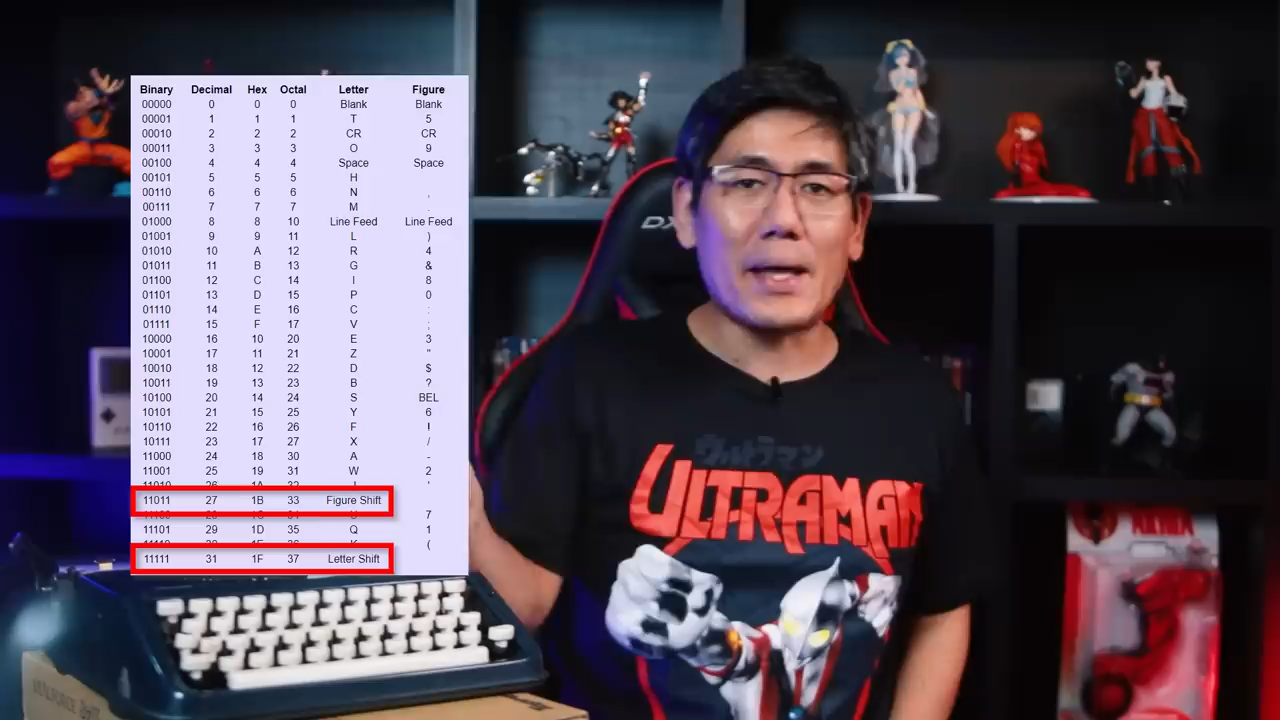 Binary Decimal Hex Octal Letter Figure
00000 0 0 0 Blank Blank
00001 1 1 1 T 5
00010 2 2 2 CR CR
00011 3 3 3 O 9
00100 4 4 4 Space Space
00101 5 5 5 H
00110 6 6 6 N ,
00111 7 7 7 M .
01000 8 8 10 Line Feed Line Feed
01001 9 9 11 L )
01010 10 A 12 R 4
01011 11 B 13 G &
01100 12 C 14 I 8
01101 13 D 15 P 0
01110 14 E 16 C :
01111 15 F 17 V ;
10000 16 10 20 E 3
10001 17 11 21 Z "
10010 18 12 22 D $
10011 19 13 23 B ?
10100 20 14 24 S BEL
10101 21 15 25 Y 6
10110 22 16 26 F !
10111 23 17 27 X /
11000 24 18 30 A -
11001 25 19 31 W 2
11010 26 1A 32 J '
11011 27 1B 33 Figure Shift
7
11101 29 1D 35 Q 1
K (
11111 31 1F 37 Letter Shift
DX
ウルトラマン
ULTRAMAN